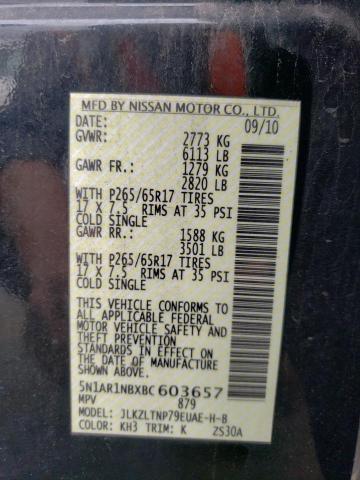 MFD BY NISSAN MOTOR CO., LTD.
DATE: 09/10
GVWR: 2773 KG
6113 LB
GAWR FR.: 1279 KG
2820 LB
WITH P265/65R17 TIRES
17 X 7.5 RIMS AT 35 PSI
COLD SINGLE
GAWR RR.: 1588 KG
3501 LB
WITH P265/65R17 TIRES
17 X 7.5 RIMS AT 35 PSI
COLD SINGLE
THIS VEHICLE CONFORMS TO
ALL APPLICABLE FEDERAL
MOTOR VEHICLE SAFETY AND
THEFT PREVENTION
STANDARDS IN EFFECT ON THE
DATE OF MANUFACTURE
SHOWN ABOVE.
5N1AR1NBXBC603657
MPV 879
MODEL: JLKZLTNP79EUAE-H-B
COLOR: KH3 TRIM: K ZS30A